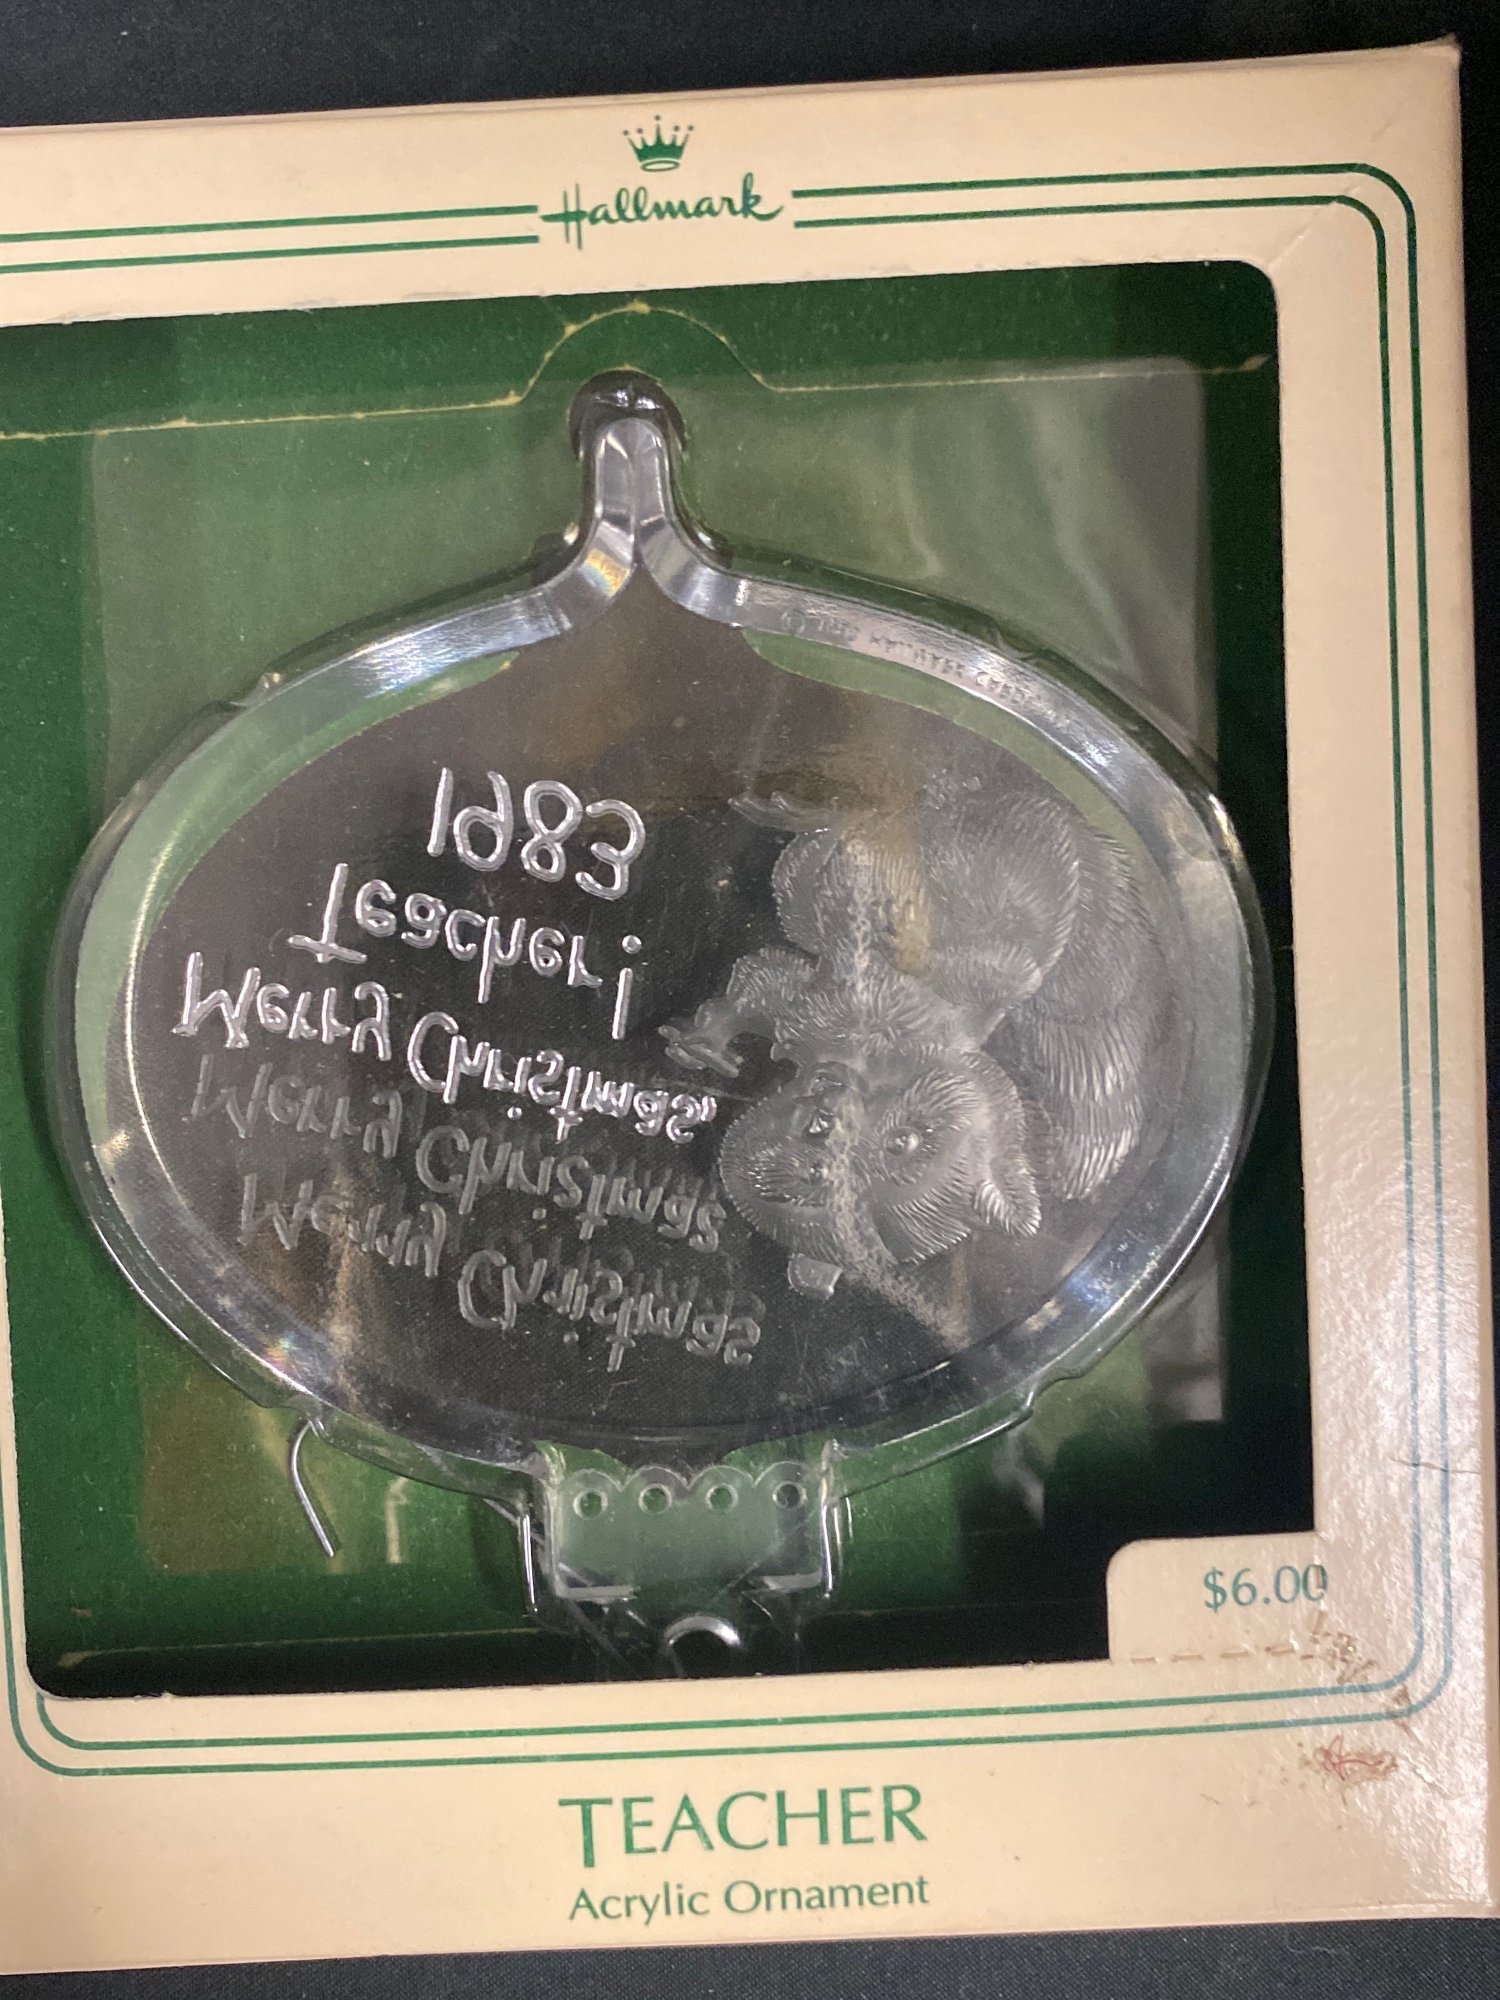 Hallmark
Merry Christmas
Merry Christmas
Merry Christmas,
Teacher!
1983
$6.00
TEACHER
Acrylic Ornament